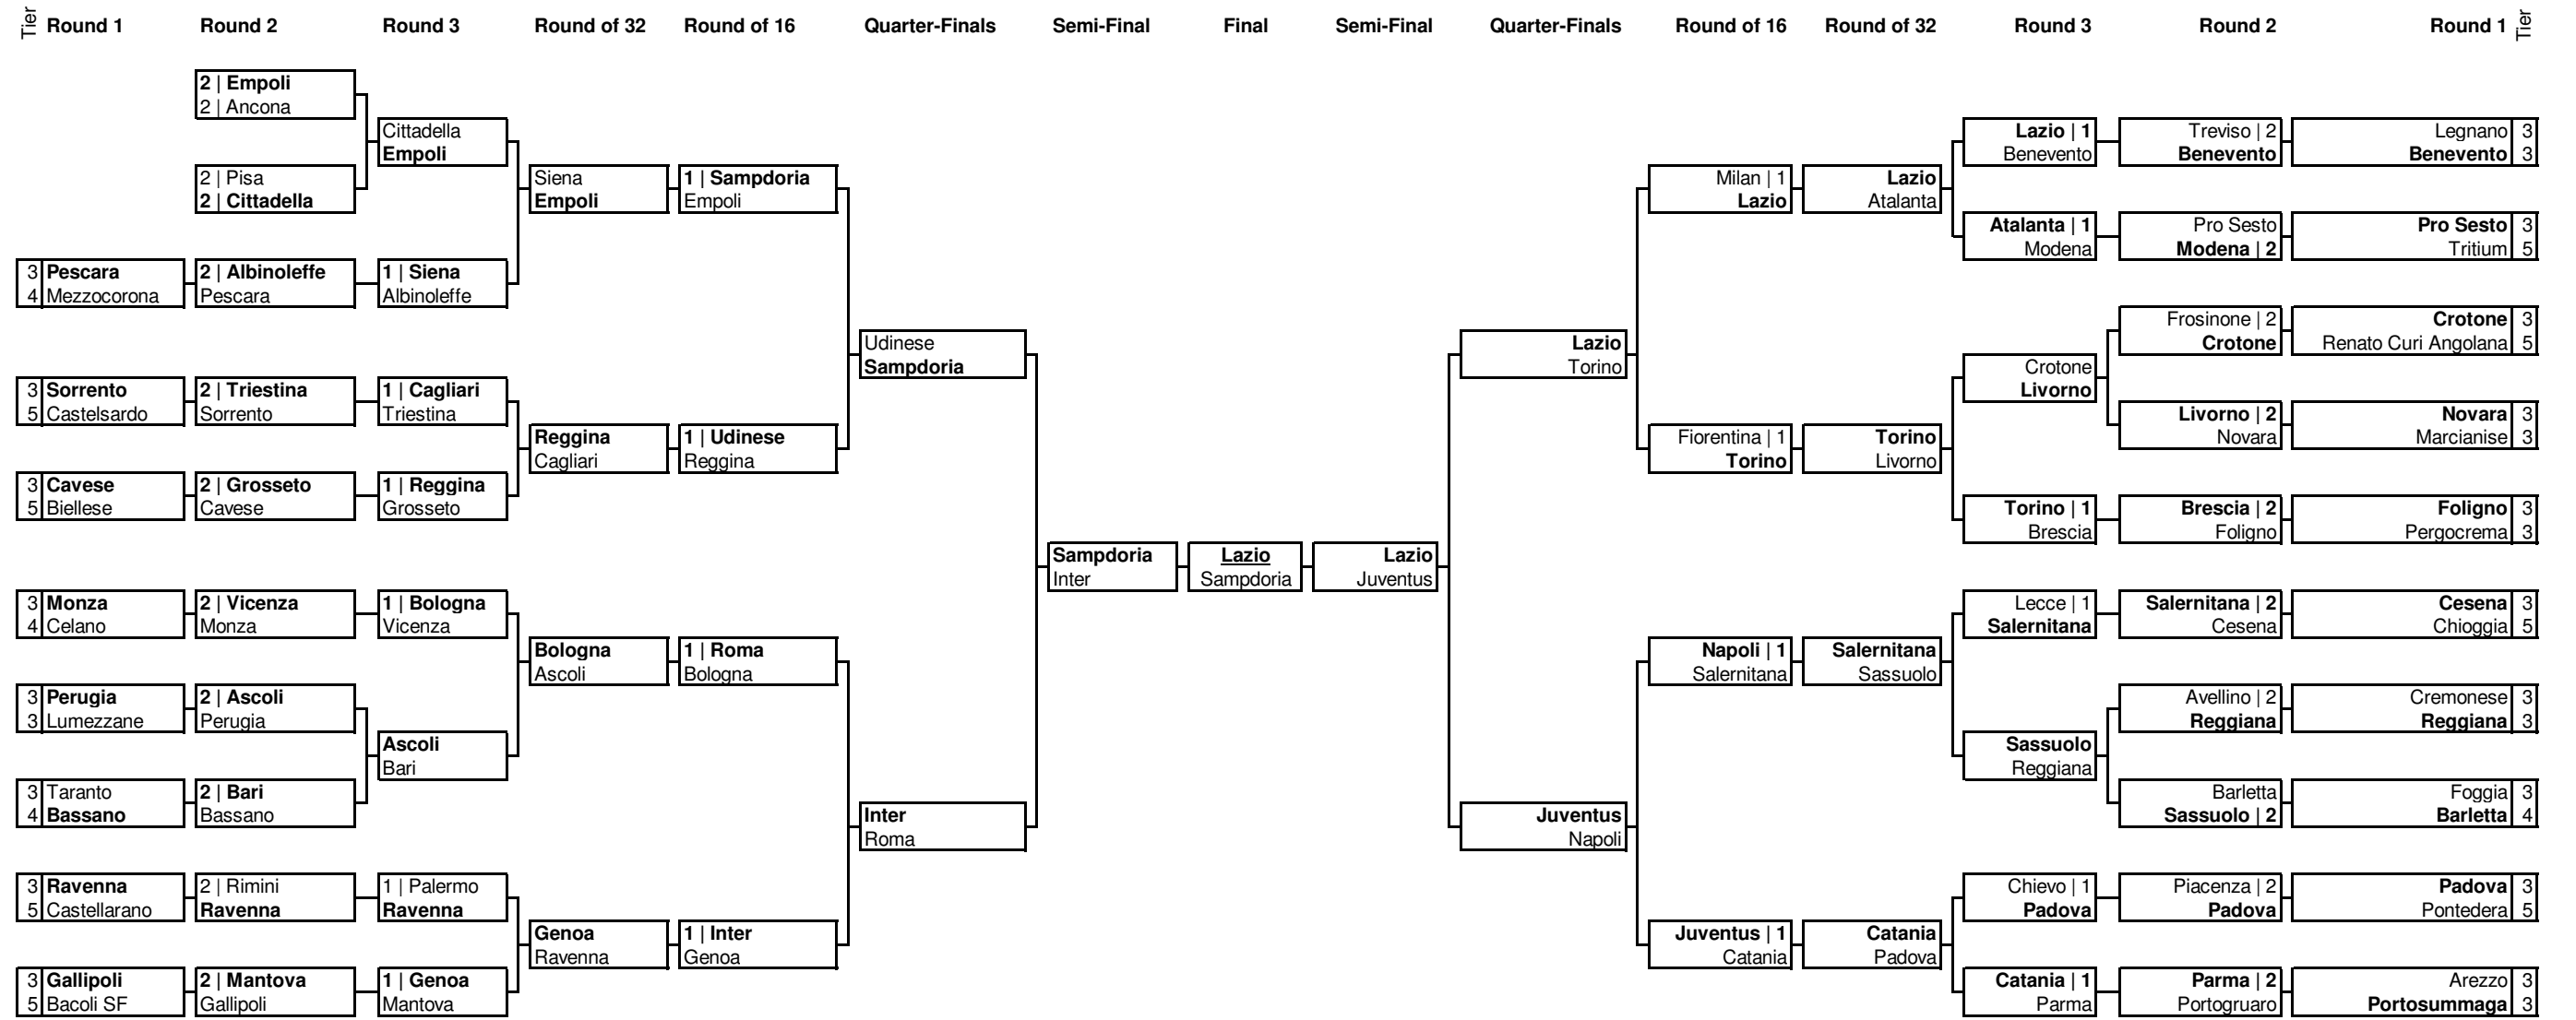 Tier Round 1 Round 2 Round 3 Round of 32 Round of 16 Quarter-Finals Semi-Final Final Semi-Final Quarter-Finals Round of 16 Round of 32 Round 3 Round 2 Round 1 Tier
2 | Empoli
2 | Ancona
Cittadella Lazio | 1 Treviso | 2 Legnano 3
Empoli Benevento Benevento Benevento 3
2 | Pisa Siena 1 | Sampdoria Milan | 1 Lazio
2 | Cittadella Empoli Empoli Lazio Atalanta
Atalanta | 1 Pro Sesto Pro Sesto 3
Modena Modena | 2 Tritium 5
3 Pescara 2 | Albinoleffe 1 | Siena
4 Mezzocorona Pescara Albinoleffe
Frosinone | 2 Crotone 3
Udinese Lazio Crotone Renato Curi Angolana 5
Sampdoria Torino Crotone
3 Sorrento 2 | Triestina 1 | Cagliari Livorno
5 Castelsardo Sorrento Triestina Livorno | 2 Novara 3
Reggina 1 | Udinese Fiorentina | 1 Torino Novara Marcianise 3
Cagliari Reggina Torino Livorno
3 Cavese 2 | Grosseto 1 | Reggina
5 Biellese Cavese Grosseto Torino | 1 Brescia | 2 Foligno 3
Brescia Foligno Pergocrema 3
Sampdoria Lazio Lazio
Inter Sampdoria Juventus
3 Monza 2 | Vicenza 1 | Bologna Lecce | 1 Salernitana | 2 Cesena 3
4 Celano Monza Vicenza Salernitana Cesena Chioggia 5
Bologna 1 | Roma Napoli | 1 Salernitana
Ascoli Bologna Salernitana Sassuolo
3 Perugia 2 | Ascoli Avellino | 2 Cremonese 3
3 Lumezzane Perugia Reggiana Reggiana 3
Ascoli Sassuolo
Bari Reggiana
3 Taranto 2 | Bari Barletta Foggia 3
4 Bassano Bassano Inter Juventus Sassuolo | 2 Barletta 4
Roma Napoli
3 Ravenna 2 | Rimini 1 | Palermo Chievo | 1 Piacenza | 2 Padova 3
5 Castellarano Ravenna Ravenna Padova Padova Pontedera 5
Genoa 1 | Inter Juventus | 1 Catania
Ravenna Genoa Catania Padova
3 Gallipoli 2 | Mantova 1 | Genoa Catania | 1 Parma | 2 Arezzo 3
5 Bacoli SF Gallipoli Mantova Parma Portogruaro Portosummaga 3